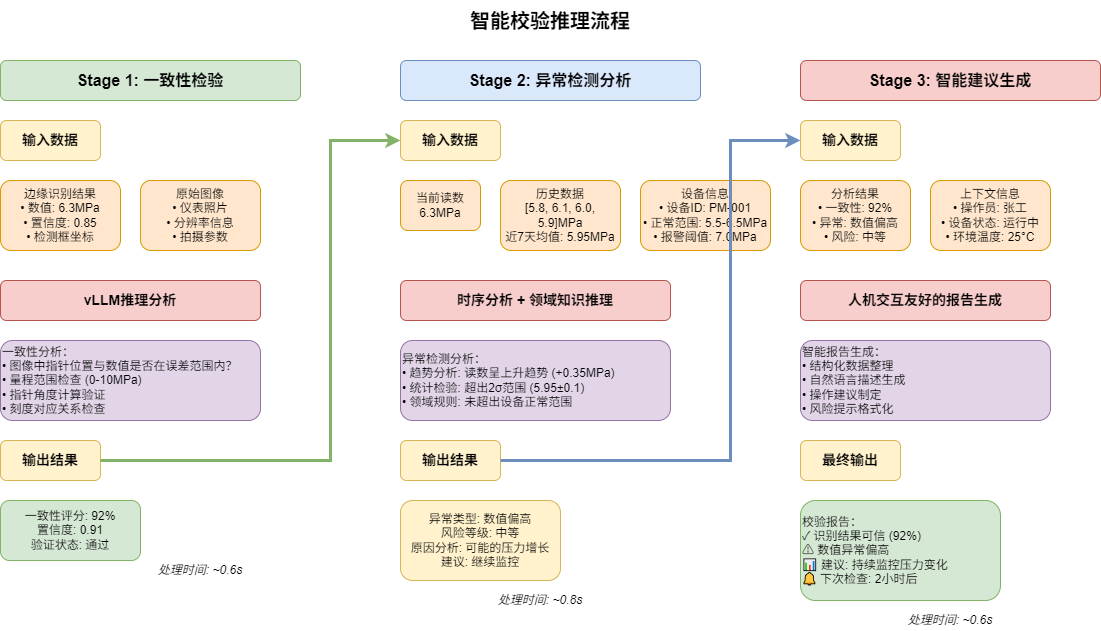 智能校验推理流程
Stage 1: 一致性检验
输入数据
边缘识别结果
• 数值: 6.3MPa
• 置信度: 0.85
• 检测框坐标
原始图像
• 仪表照片
• 分辨率信息
• 拍摄参数
vLLM推理分析
一致性分析:
• 图像中指针位置与数值是否在误差范围内?
• 量程范围检查 (0-10MPa)
• 指针角度计算验证
• 刻度对应关系检查
输出结果
一致性评分: 92%
置信度: 0.91
验证状态: 通过
处理时间: ~0.6s
Stage 2: 异常检测分析
输入数据
当前读数
6.3MPa
历史数据
[5.8, 6.1, 6.0,
5.9]MPa
近7天均值: 5.95MPa
设备信息
• 设备ID: PM-001
• 正常范围: 5.5-6.5MPa
• 报警阈值: 7.0MPa
时序分析 + 领域知识推理
异常检测分析:
• 趋势分析: 读数呈上升趋势 (+0.35MPa)
• 统计检验: 超出2σ范围 (5.95±0.1)
• 领域规则: 未超出设备正常范围
输出结果
异常类型: 数值偏高
风险等级: 中等
原因分析: 可能的压力增长
建议: 继续监控
处理时间: ~0.8s
Stage 3: 智能建议生成
输入数据
分析结果
• 一致性: 92%
• 异常: 数值偏高
• 风险: 中等
上下文信息
• 操作员: 张工
• 设备状态: 运行中
• 环境温度: 25°C
人机交互友好的报告生成
智能报告生成:
• 结构化数据整理
• 自然语言描述生成
• 操作建议制定
• 风险提示格式化
最终输出
校验报告:
✓ 识别结果可信 (92%)
⚠ 数值异常偏高
📊 建议: 持续监控压力变化
🔔 下次检查: 2小时后
处理时间: ~0.6s